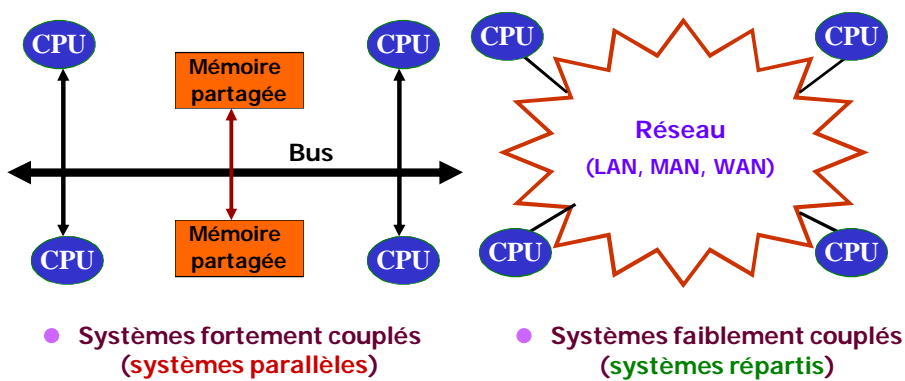 CPU
CPU
Mémoire
partagée
Bus
CPU
CPU
Mémoire
partagée
Systèmes fortement couplés
(systèmes parallèles)
CPU
CPU
Réseau
(LAN, MAN, WAN)
CPU
CPU
Systèmes faiblement couplés
(systèmes répartis)